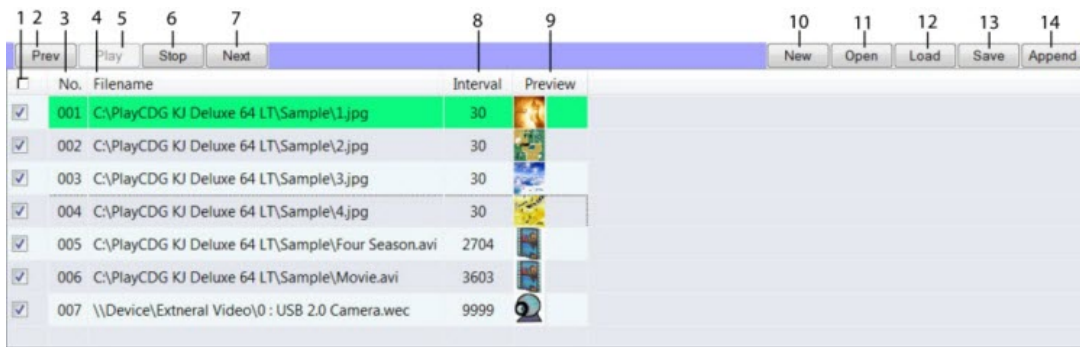 1 2 3 4 5 6 7 8 9 10 11 12 13 14
Prev Play Stop Next New Open Load Save Append
No. Filename Interval Preview
001 C:\PlayCDG KJ Deluxe 64 LT\Sample\1.jpg 30
002 C:\PlayCDG KJ Deluxe 64 LT\Sample\2.jpg 30
003 C:\PlayCDG KJ Deluxe 64 LT\Sample\3.jpg 30
004 C:\PlayCDG KJ Deluxe 64 LT\Sample\4.jpg 30
005 C:\PlayCDG KJ Deluxe 64 LT\Sample\Four Season.avi 2704
006 C:\PlayCDG KJ Deluxe 64 LT\Sample\Movie.avi 3603
007 \\Device\Extneral Video\0 : USB 2.0 Camera.wec 9999